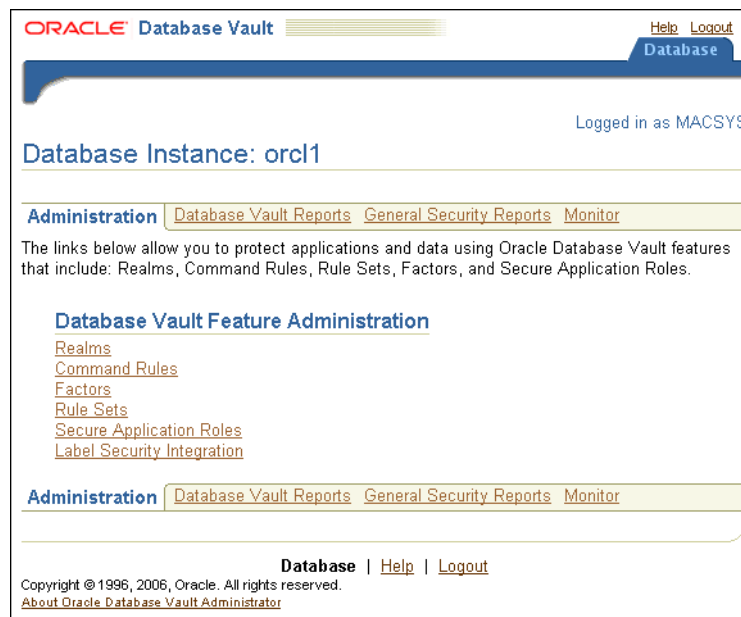 ORACLE Database Vault
Help Logout
Database
Logged in as MACSYS
Database Instance: orcl1
Administration Database Vault Reports General Security Reports Monitor
The links below allow you to protect applications and data using Oracle Database Vault features
that include: Realms, Command Rules, Rule Sets, Factors, and Secure Application Roles.
Database Vault Feature Administration
Realms
Command Rules
Factors
Rule Sets
Secure Application Roles
Label Security Integration
Administration Database Vault Reports General Security Reports Monitor
Database | Help | Logout
Copyright © 1996, 2006, Oracle. All rights reserved.
About Oracle Database Vault Administrator